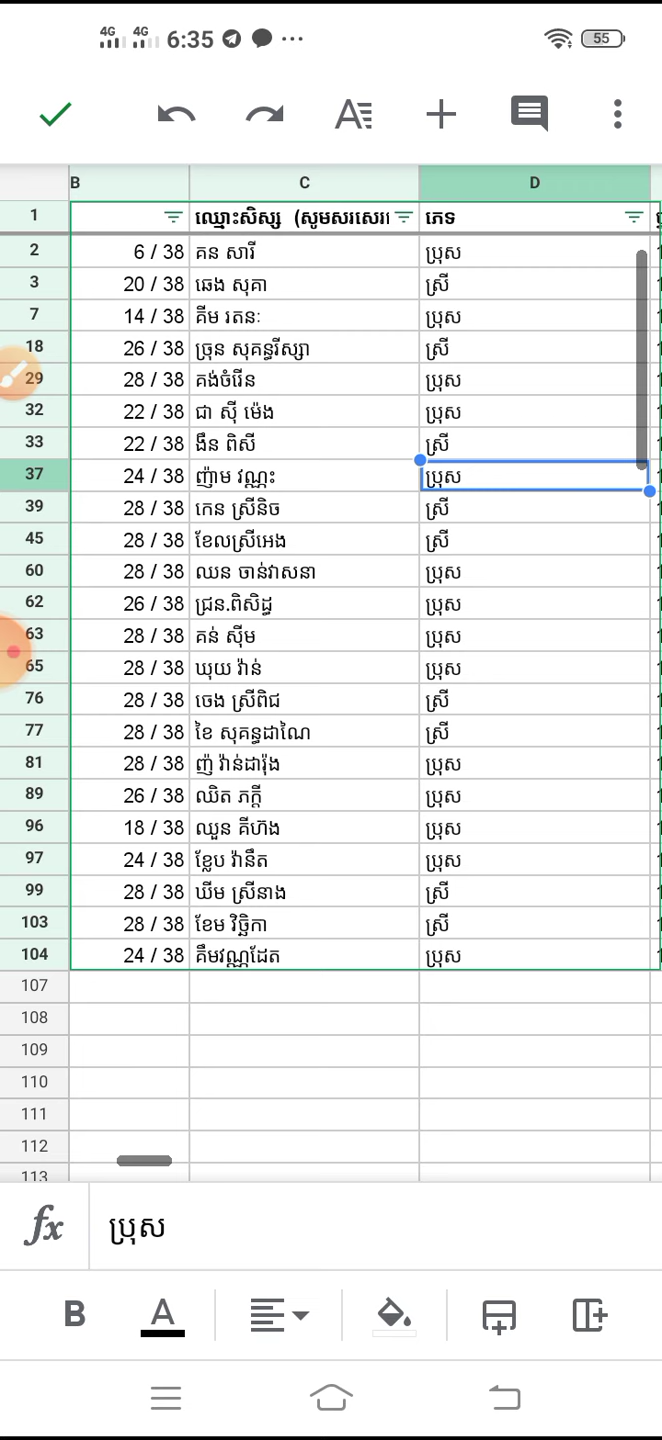 4G 4G 6:35 ... 55
B C D
1 ឈ្មោះសិស្ស (សូមសរសេរ ភេទ
2 6 / 38 គន សារី ប្រុស
3 20 / 38 ឆេង សុគា ស្រី
7 14 / 38 គីម រតនៈ ប្រុស
18 26 / 38 ច្រុន សុគន្ធរីស្សា ស្រី
29 28 / 38 គង់ចំរើន ប្រុស
32 22 / 38 ជា ស៊ី ម៉េង ប្រុស
33 22 / 38 ងឹន ពិសី ស្រី
37 24 / 38 ញ៉ាម វណ្ណះ ប្រុស
39 28 / 38 កេន ស្រីនិច ស្រី
45 28 / 38 ខែលស្រីអេង ស្រី
60 28 / 38 ឈន ចាន់វាសនា ប្រុស
62 26 / 38 ជ្រន.ពិសិដ្ឋ ប្រុស
63 28 / 38 គន់ ស៊ីម ប្រុស
65 28 / 38 ឃុយ វ៉ាន់ ប្រុស
76 28 / 38 ចេង ស្រីពិជ ស្រី
77 28 / 38 ខៃ សុគន្ធដាណៃ ស្រី
81 28 / 38 ញ៉ វ៉ាន់ដារ៉ុង ប្រុស
89 26 / 38 ឈិត ភក្ដី ប្រុស
96 18 / 38 ឈួន គីហ៊ង ប្រុស
97 24 / 38 ខ្លែប វ៉ានឹត ប្រុស
99 28 / 38 ឃីម ស្រីនាង ស្រី
103 28 / 38 ខែម វិច្ឆិកា ស្រី
104 24 / 38 គឹមវណ្ណដែត ប្រុស
107
108
109
110
111
112
113
fx ប្រុស
B A